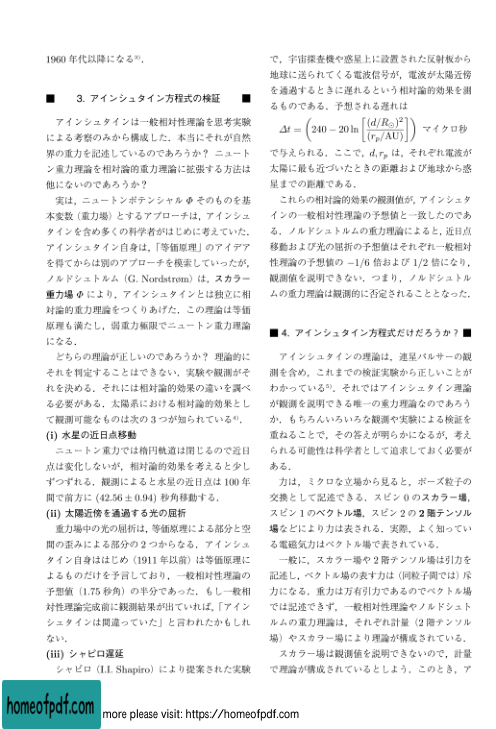 1960 年代以降になる³⁾．
■ 3. アインシュタイン方程式の検証 ■
アインシュタインは一般相対性理論を思考実験
による考察のみから構成した．本当にそれが自然
界の重力を記述しているのであろうか？ ニュート
ン重力理論を相対論的重力理論に拡張する方法は
他にないのであろうか？
実は，ニュートンポテンシャル Φ そのものを基
本変数（重力場）とするアプローチは，アインシュ
タインを含め多くの科学者がはじめに考えていた．
アインシュタイン自身は，「等価原理」のアイデア
を得てからは別のアプローチを模索していったが，
ノルドシュトルム（G. Nordstrøm）は，スカラー
重力場 Φ により，アインシュタインとは独立に相
対論的重力理論をつくりあげた．この理論は等価
原理も満たし，弱重力極限でニュートン重力理論
になる．
どちらの理論が正しいのであろうか？ 理論的に
それを判定することはできない．実験や観測がそ
れを決める．それには相対論的効果の違いを調べ
る必要がある．太陽系における相対論的効果とし
て観測可能なものは次の 3 つが知られている⁴⁾．
(i) 水星の近日点移動
ニュートン重力では楕円軌道は閉じるので近日
点は変化しないが，相対論的効果を考えると少し
ずつずれる．観測によると水星の近日点は 100 年
間で前方に (42.56 ± 0.94) 秒角移動する．
(ii) 太陽近傍を通過する光の屈折
重力場中の光の屈折は，等価原理による部分と空
間の歪みによる部分の 2 つからなる．アインシュ
タイン自身ははじめ（1911 年以前）は等価原理に
よるものだけを予言しており，一般相対性理論の
予想値（1.75 秒角）の半分であった．もし一般相
対性理論完成前に観測結果が出ていれば，「アイン
シュタインは間違っていた」と言われたかもしれ
ない．
(iii) シャピロ遅延
シャピロ（I.I. Shapiro）により提案された実験
で，宇宙探査機や惑星上に設置された反射板から
地球に送られてくる電波信号が，電波が太陽近傍
を通過するときに遅れるという相対論的効果を測
るものである．予想される遅れは
Δt = (240 − 20 ln [(d/R⊙)² / (rₚ/AU)]) マイクロ秒
で与えられる．ここで，d, rₚ は，それぞれ電波が
太陽に最も近づいたときの距離および地球から惑
星までの距離である．
これらの相対論的効果の観測値が，アインシュタ
インの一般相対性理論の予想値と一致したのであ
る．ノルドシュトルムの重力理論によると，近日点
移動および光の屈折の予想値はそれぞれ一般相対
性理論の予想値の −1/6 倍および 1/2 倍になり，
観測値を説明できない．つまり，ノルドシュトル
ムの重力理論は観測的に否定されることとなった．
■ 4. アインシュタイン方程式だけだろうか？ ■
アインシュタインの理論は，連星パルサーの観
測を含め，これまでの検証実験から正しいことが
わかっている⁵⁾．それではアインシュタイン理論
が観測を説明できる唯一の重力理論なのであろう
か．もちろんいろいろな観測や実験による検証を
重ねることで，その答えが明らかになるが，考え
られる可能性は科学者として追求しておく必要が
ある．
力は，ミクロな立場から見ると，ボーズ粒子の
交換として記述できる．スピン 0 のスカラー場，
スピン 1 のベクトル場，スピン 2 の 2 階テンソル
場などにより力は表される．実際，よく知ってい
る電磁気力はベクトル場で表されている．
一般に，スカラー場や 2 階テンソル場は引力を
記述し，ベクトル場の表す力は（同粒子間では）斥
力になる．重力は万有引力であるのでベクトル場
では記述できず，一般相対性理論やノルドシュト
ルムの重力理論は，それぞれ計量（2 階テンソル
場）やスカラー場により理論が構成されている．
スカラー場は観測値を説明できないので，計量
で理論が構成されているとしよう．このとき，ア
homeofpdf.com
more please visit: https://homeofpdf.com